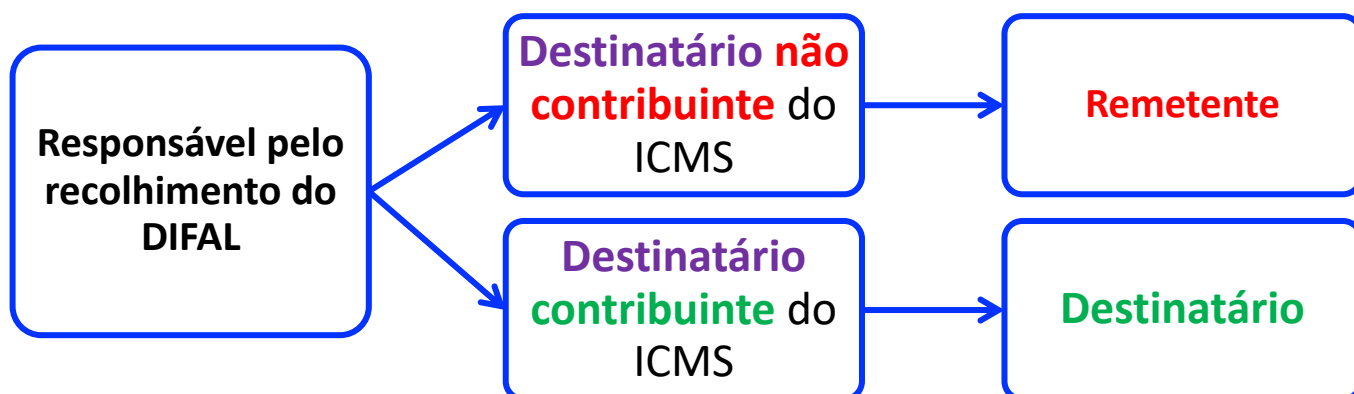 Responsável pelo
recolhimento do
DIFAL
Destinatário não
contribuinte do
ICMS
Remetente
Destinatário
contribuinte do
ICMS
Destinatário